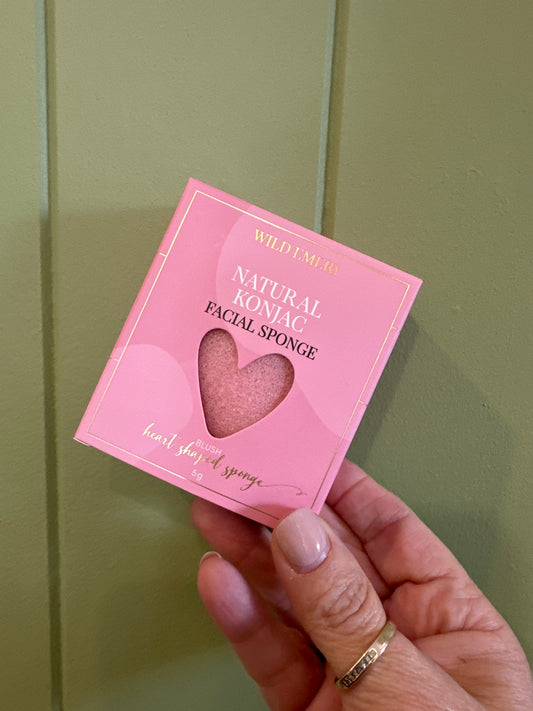 WILD EMERY
NATURAL
KONJAC
FACIAL SPONGE
BLUSH
heart shaped sponge
5g